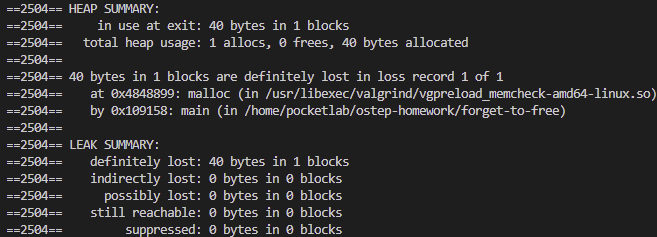 ==2504== HEAP SUMMARY:
==2504==     in use at exit: 40 bytes in 1 blocks
==2504==   total heap usage: 1 allocs, 0 frees, 40 bytes allocated
==2504==
==2504== 40 bytes in 1 blocks are definitely lost in loss record 1 of 1
==2504==    at 0x4848899: malloc (in /usr/libexec/valgrind/vgpreload_memcheck-amd64-linux.so)
==2504==    by 0x109158: main (in /home/pocketlab/ostep-homework/forget-to-free)
==2504==
==2504== LEAK SUMMARY:
==2504==    definitely lost: 40 bytes in 1 blocks
==2504==    indirectly lost: 0 bytes in 0 blocks
==2504==      possibly lost: 0 bytes in 0 blocks
==2504==    still reachable: 0 bytes in 0 blocks
==2504==         suppressed: 0 bytes in 0 blocks